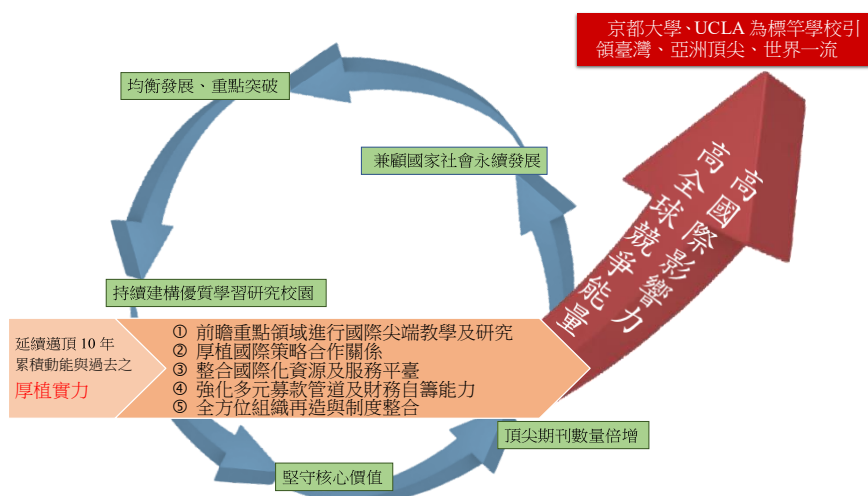 京都大學、UCLA 為標竿學校引
領臺灣、亞洲頂尖、世界一流
均衡發展、重點突破
兼顧國家社會永續發展
高國際影響力
高全球競爭能量
持續建構優質學習研究校園
延續邁頂 10 年
累積動能與過去之
厚植實力
① 前瞻重點領域進行國際尖端教學及研究
② 厚植國際策略合作關係
③ 整合國際化資源及服務平臺
④ 強化多元募款管道及財務自籌能力
⑤ 全方位組織再造與制度整合
頂尖期刊數量倍增
堅守核心價值